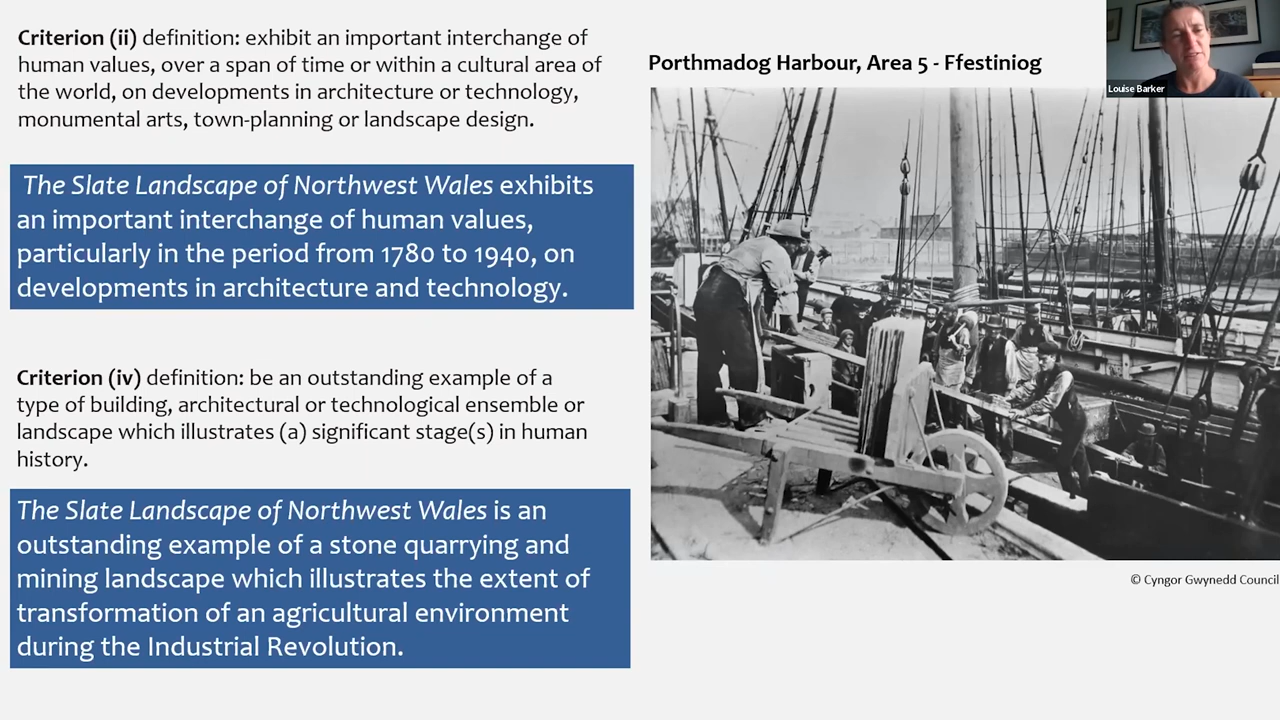 Criterion (ii) definition: exhibit an important interchange of
human values, over a span of time or within a cultural area of
the world, on developments in architecture or technology,
monumental arts, town-planning or landscape design.
The Slate Landscape of Northwest Wales exhibits
an important interchange of human values,
particularly in the period from 1780 to 1940, on
developments in architecture and technology.
Criterion (iv) definition: be an outstanding example of a
type of building, architectural or technological ensemble or
landscape which illustrates (a) significant stage(s) in human
history.
The Slate Landscape of Northwest Wales is an
outstanding example of a stone quarrying and
mining landscape which illustrates the extent of
transformation of an agricultural environment
during the Industrial Revolution.
Porthmadog Harbour, Area 5 - Ffestiniog
Louise Barker
© Cyngor Gwynedd Council